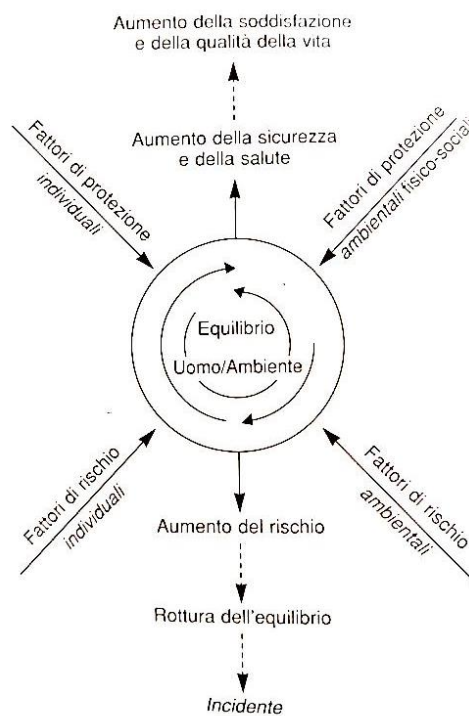 Aumento della soddisfazione
e della qualità della vita
Aumento della sicurezza
e della salute
Fattori di protezione
individuali
Fattori di protezione
ambientali fisico-sociali
Equilibrio
Uomo/Ambiente
Fattori di rischio
individuali
Fattori di rischio
ambientali
Aumento del rischio
Rottura dell'equilibrio
Incidente